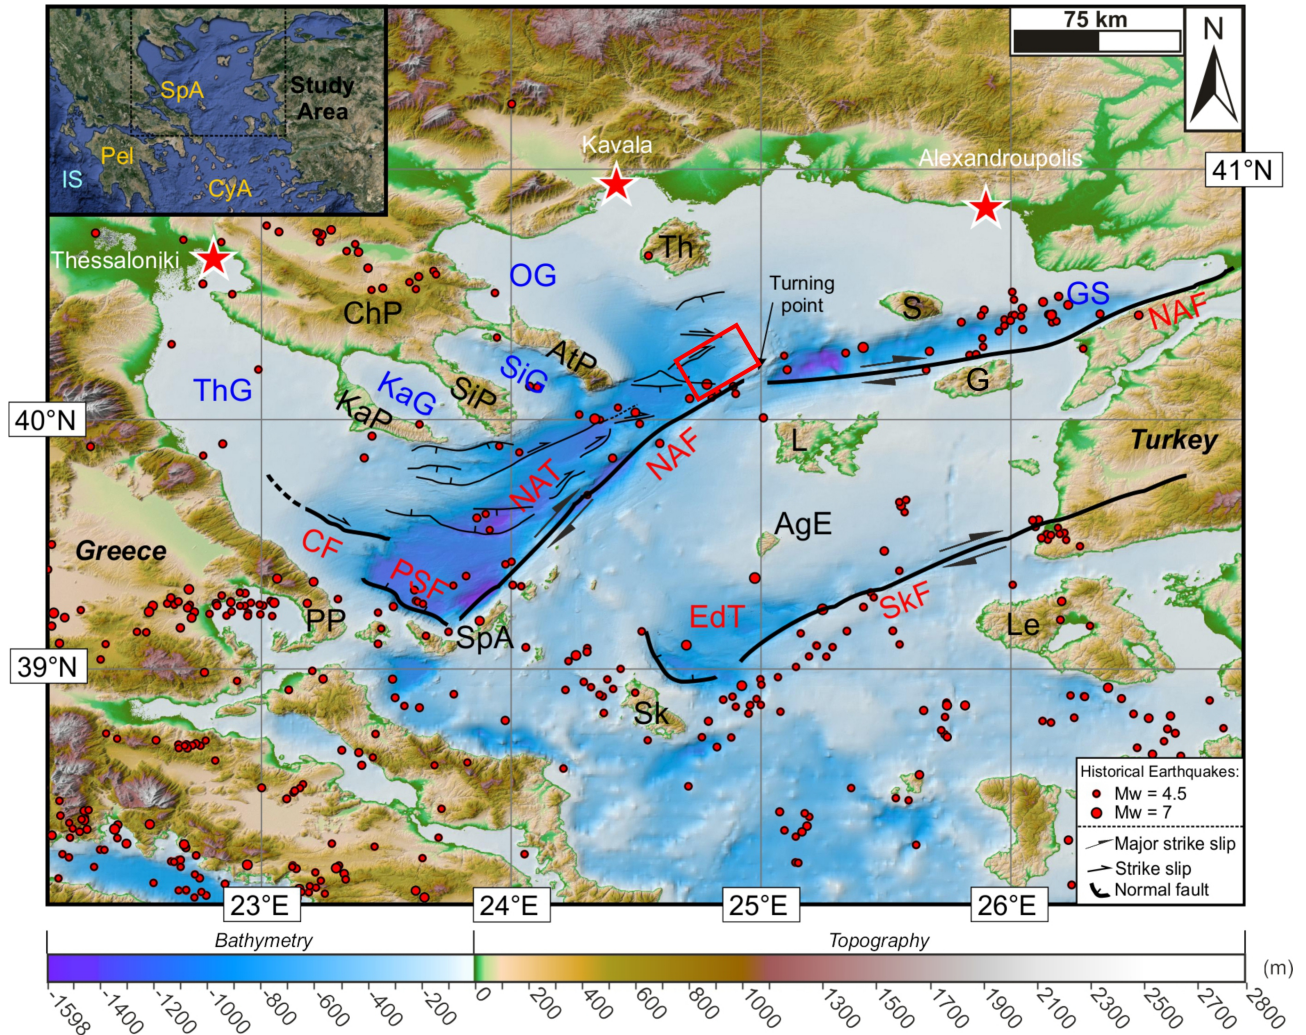 75 km
N
SpA
Study
Area
Pel
IS
CyA
Kavala
Alexandroupolis
41°N
Thessaloniki
Th
OG
ChP
Turning
point
S
GS
NAF
AtP
SiG
SiP
KaG
KaP
ThG
G
40°N
L
Turkey
NAF
NAT
AgE
CF
Greece
PSF
PP
SpA
EdT
SkF
Le
39°N
Sk
Historical Earthquakes:
Mw = 4.5
Mw = 7
Major strike slip
Strike slip
Normal fault
23°E
24°E
25°E
26°E
Bathymetry
Topography
(m)
-1598
-1400
-1200
-1000
-800
-600
-400
-200
0
200
400
600
800
1000
1300
1500
1700
1900
2100
2300
2500
2700
2800